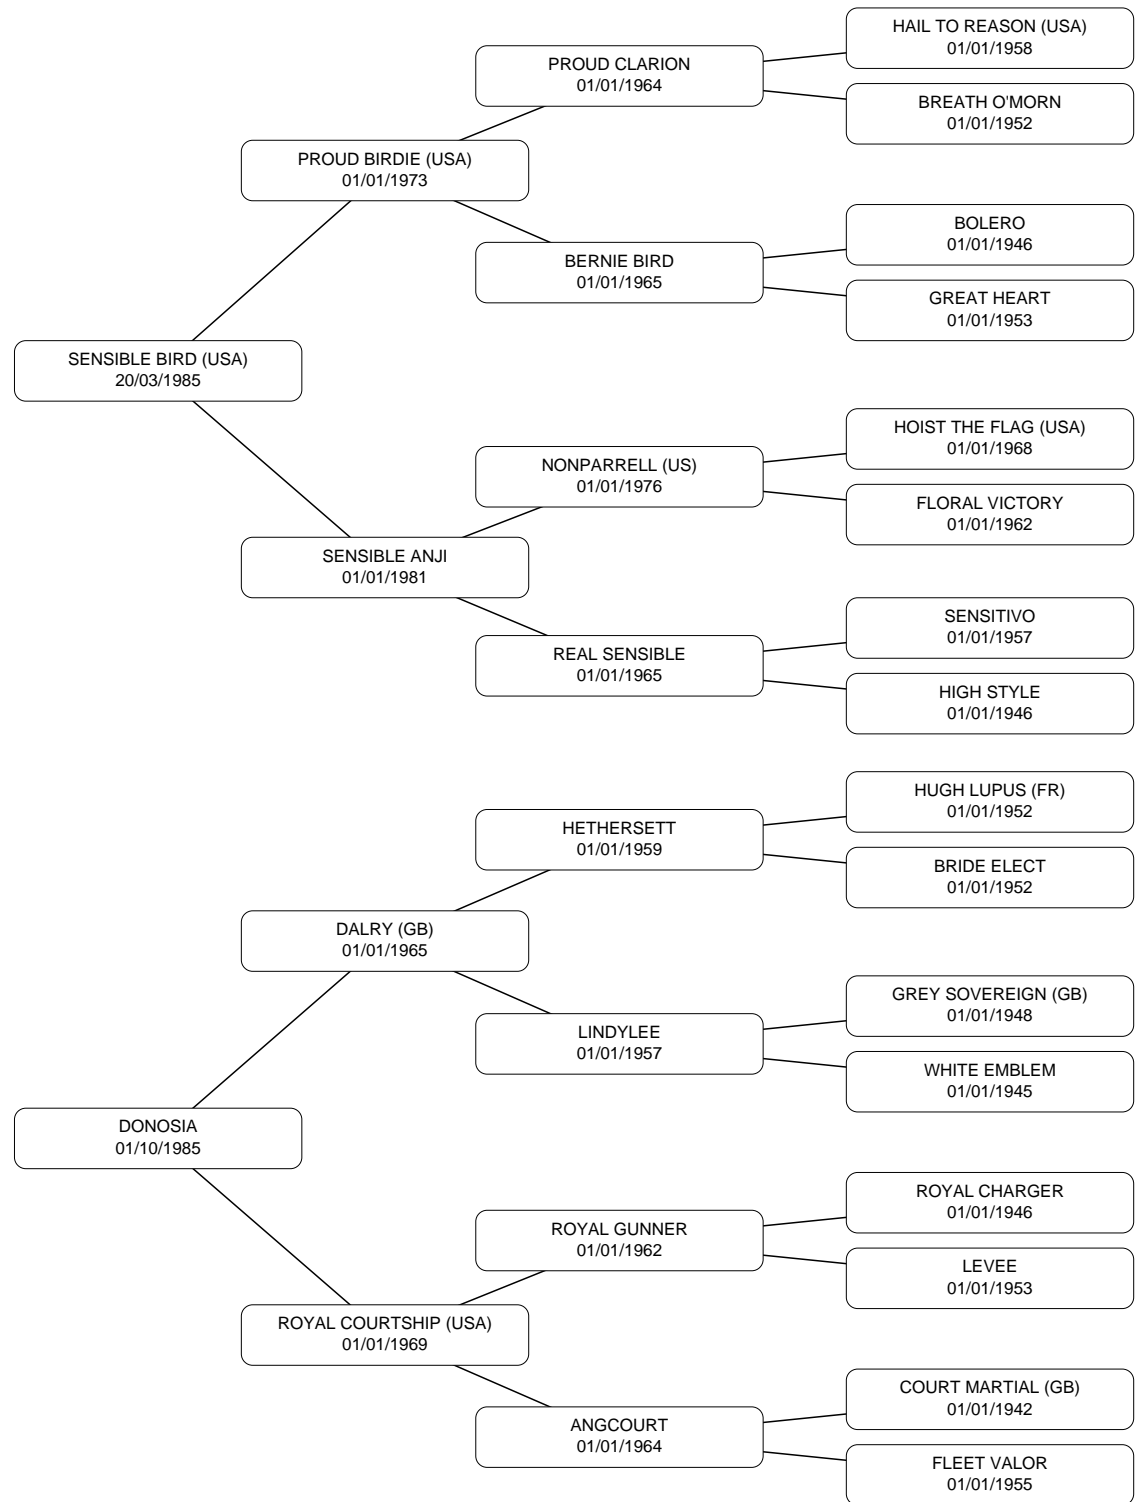 HAIL TO REASON (USA)
01/01/1958
PROUD CLARION
01/01/1964
BREATH O'MORN
01/01/1952
PROUD BIRDIE (USA)
01/01/1973
BOLERO
01/01/1946
BERNIE BIRD
01/01/1965
GREAT HEART
01/01/1953
SENSIBLE BIRD (USA)
20/03/1985
HOIST THE FLAG (USA)
01/01/1968
NONPARRELL (US)
01/01/1976
FLORAL VICTORY
01/01/1962
SENSIBLE ANJI
01/01/1981
SENSITIVO
01/01/1957
REAL SENSIBLE
01/01/1965
HIGH STYLE
01/01/1946
HUGH LUPUS (FR)
01/01/1952
HETHERSETT
01/01/1959
BRIDE ELECT
01/01/1952
DALRY (GB)
01/01/1965
GREY SOVEREIGN (GB)
01/01/1948
LINDYLEE
01/01/1957
WHITE EMBLEM
01/01/1945
DONOSIA
01/10/1985
ROYAL CHARGER
01/01/1946
ROYAL GUNNER
01/01/1962
LEVEE
01/01/1953
ROYAL COURTSHIP (USA)
01/01/1969
COURT MARTIAL (GB)
01/01/1942
ANGCOURT
01/01/1964
FLEET VALOR
01/01/1955